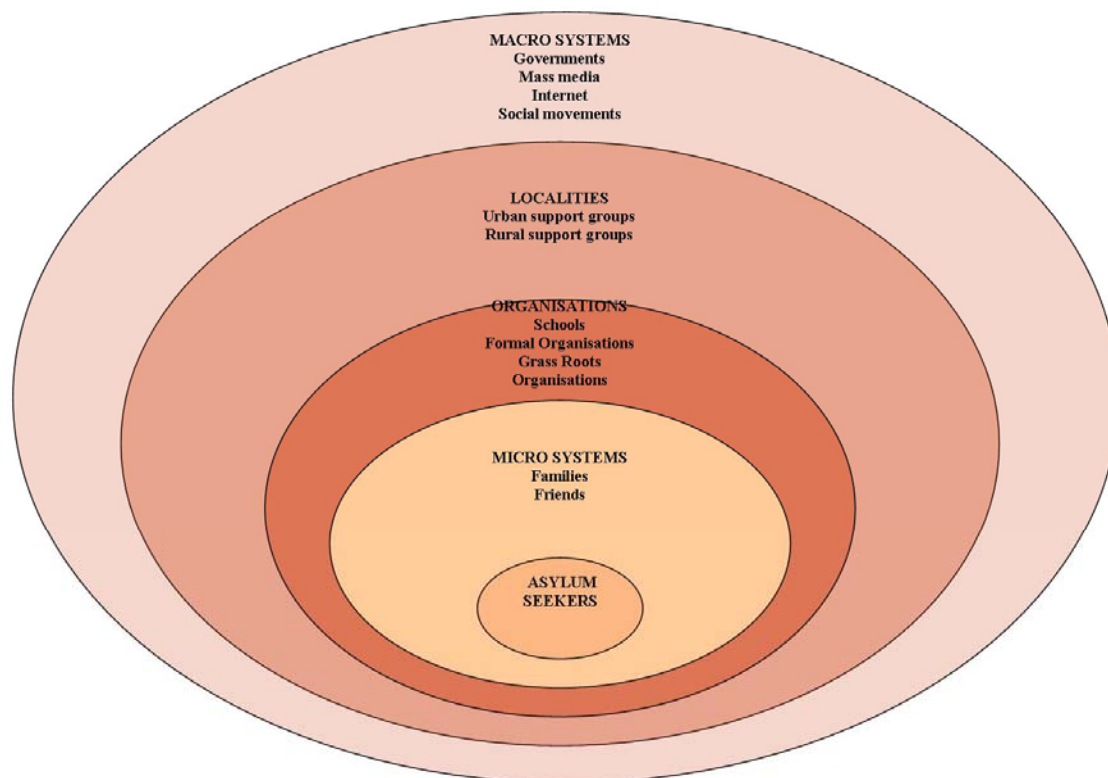 MACRO SYSTEMS
Governments
Mass media
Internet
Social movements
LOCALITIES
Urban support groups
Rural support groups
ORGANISATIONS
Schools
Formal Organisations
Grass Roots
Organisations
MICRO SYSTEMS
Families
Friends
ASYLUM
SEEKERS